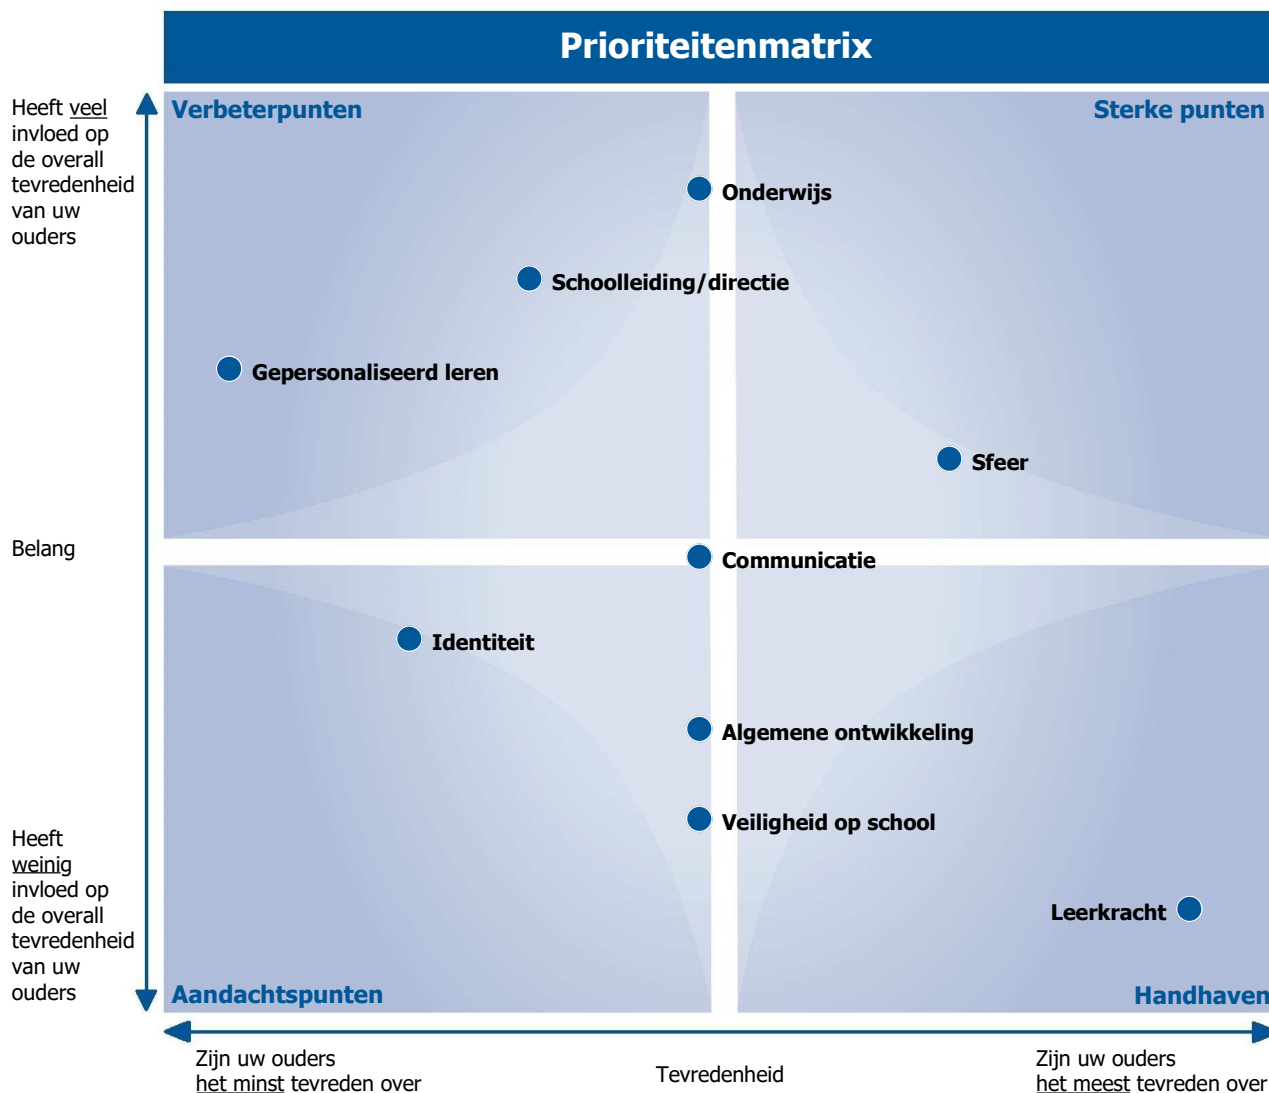 Prioriteitenmatrix
Heeft veel
invloed op
de overall
tevredenheid
van uw
ouders
Verbeterpunten
Sterke punten
Onderwijs
Schoolleiding/directie
Gepersonaliseerd leren
Sfeer
Belang
Communicatie
Identiteit
Algemene ontwikkeling
Veiligheid op school
Heeft
weinig
invloed op
de overall
tevredenheid
van uw
ouders
Leerkracht
Aandachtspunten
Handhaven
Zijn uw ouders
het minst tevreden over
Tevredenheid
Zijn uw ouders
het meest tevreden over